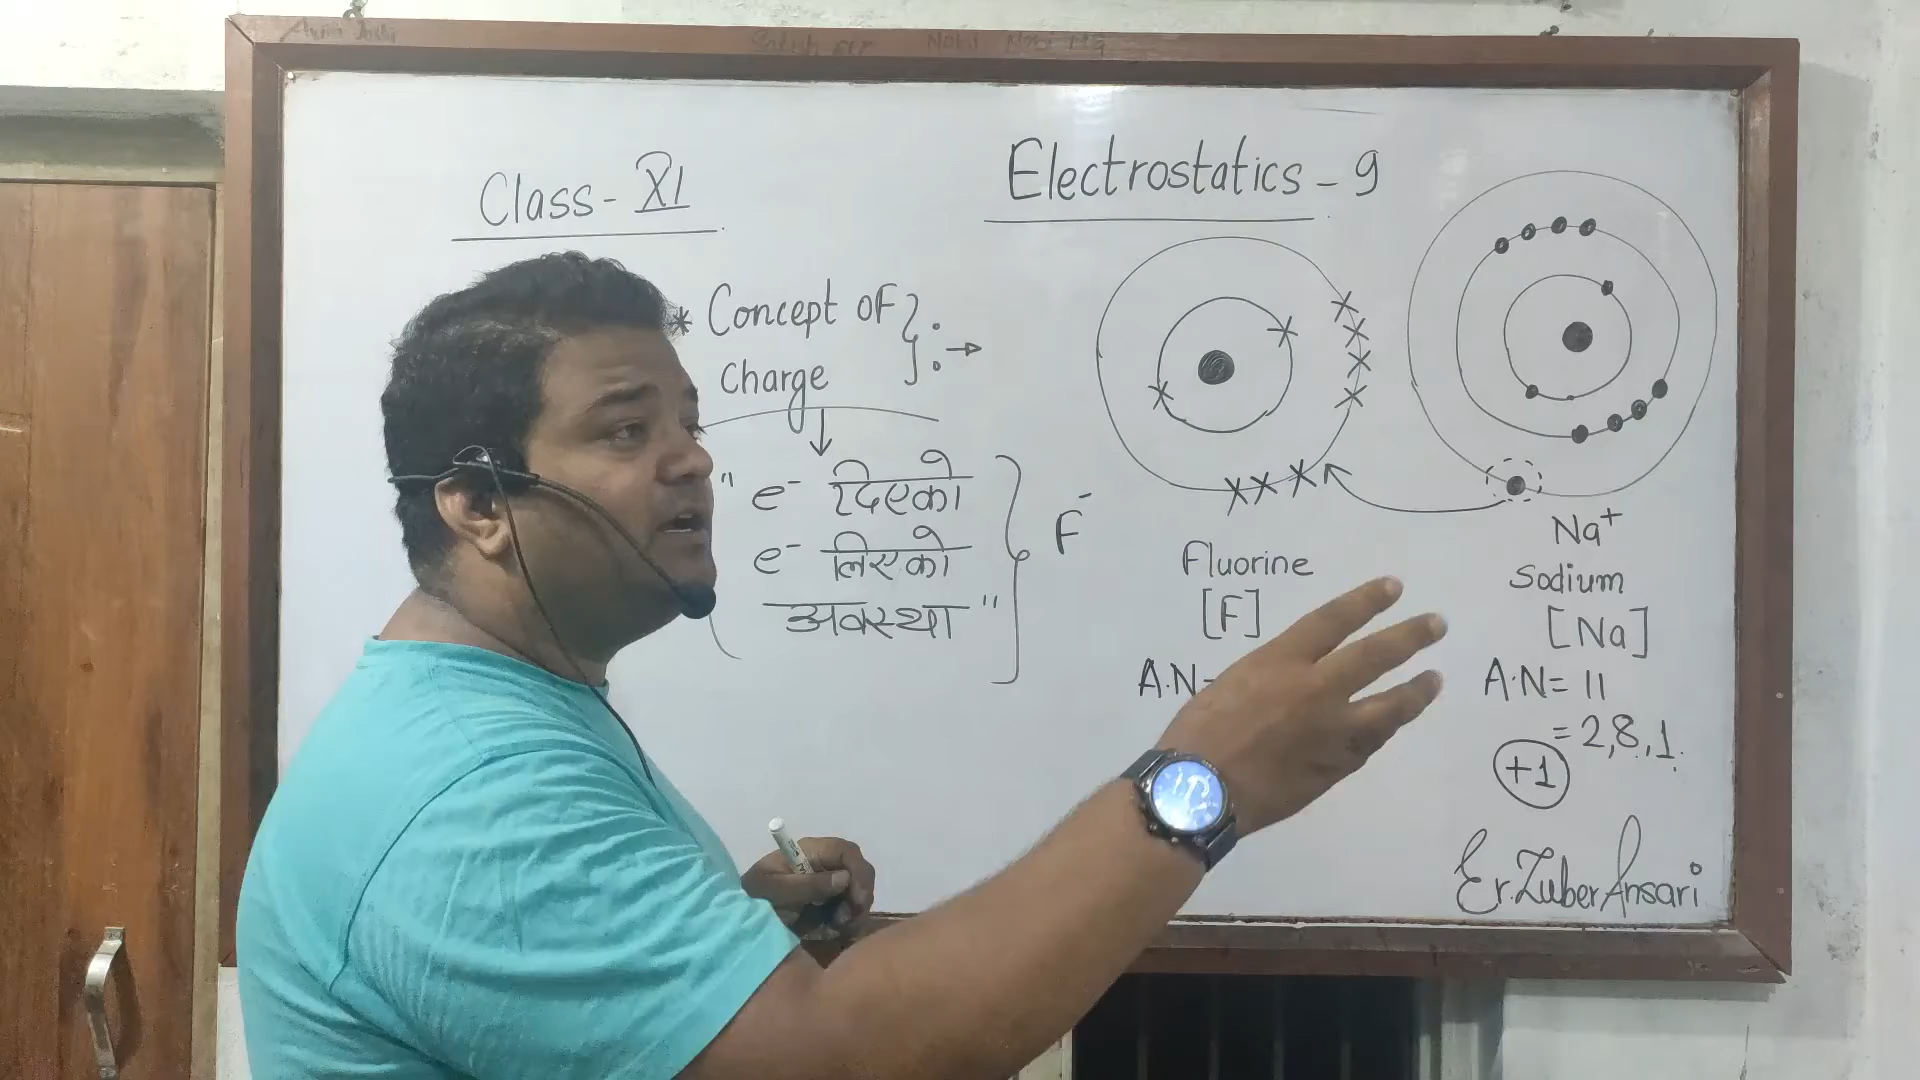 Class - XI
Electrostatics - 9
* Concept OF
Charge
" e⁻ दिएको
e⁻ लिएको
अवस्था "
F⁻
Fluorine
[F]
A.N=
Na⁺
Sodium
[Na]
A.N= 11
= 2,8,1.
+1
Er.Zuber Ansari